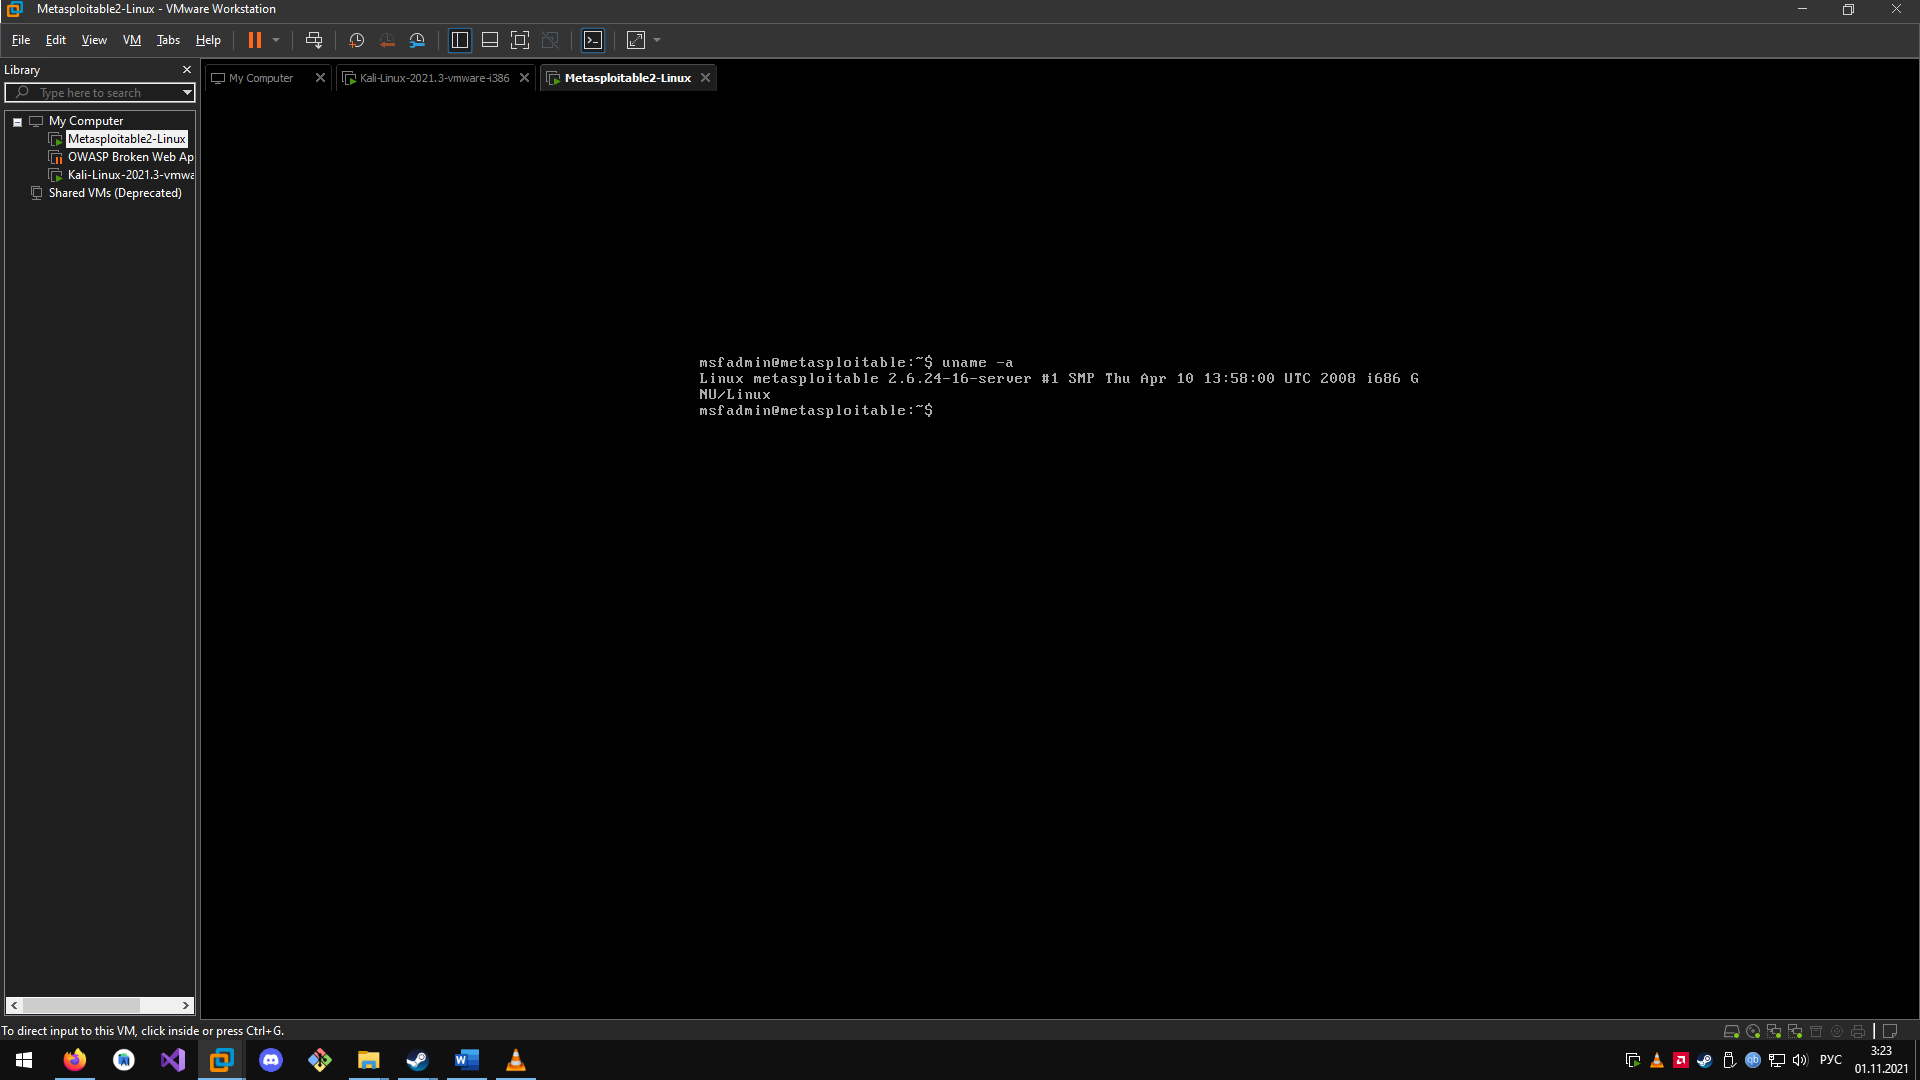 Metasploitable2-Linux - VMware Workstation
File Edit View VM Tabs Help
Library
Type here to search
My Computer
Metasploitable2-Linux
OWASP Broken Web Ap
Kali-Linux-2021.3-vmwa
Shared VMs (Deprecated)
My Computer Kali-Linux-2021.3-vmware-i386 Metasploitable2-Linux
msfadmin@metasploitable:~$ uname -a
Linux metasploitable 2.6.24-16-server #1 SMP Thu Apr 10 13:58:00 UTC 2008 i686 G
NU/Linux
msfadmin@metasploitable:~$
To direct input to this VM, click inside or press Ctrl+G.
РУС
3:23
01.11.2021